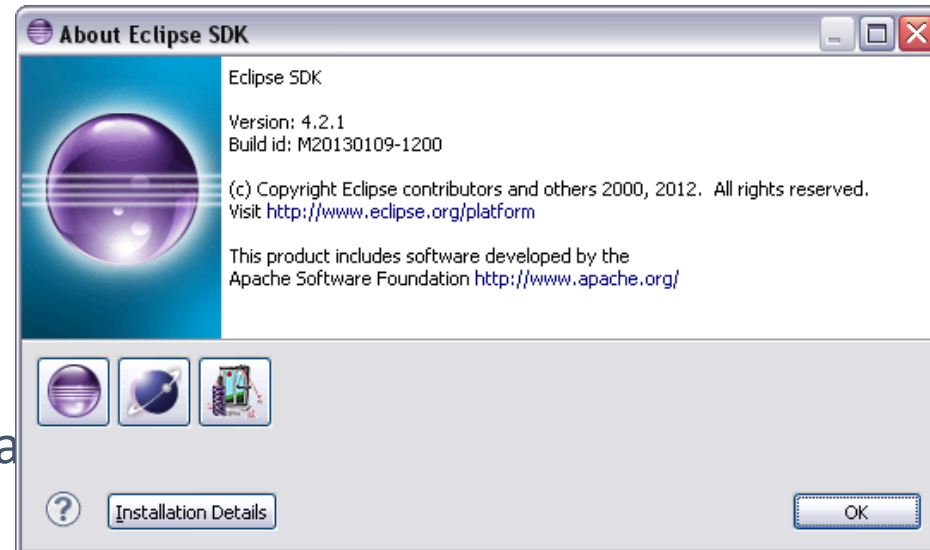 About Eclipse SDK
Eclipse SDK
Version: 4.2.1
Build id: M20130109-1200
(c) Copyright Eclipse contributors and others 2000, 2012. All rights reserved.
Visit http://www.eclipse.org/platform
This product includes software developed by the
Apache Software Foundation http://www.apache.org/
a
?
Installation Details
OK